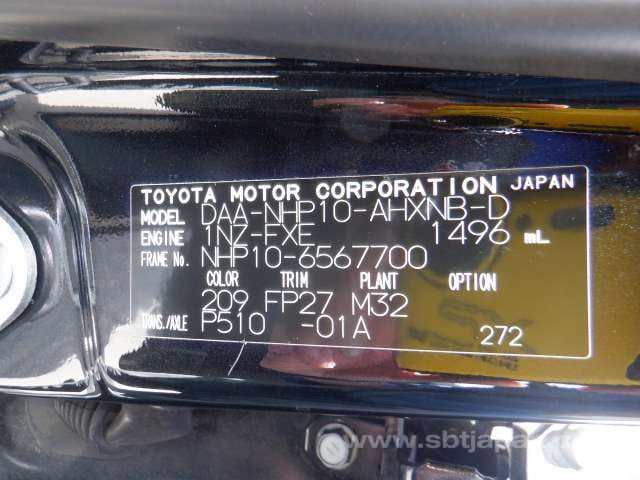 TOYOTA MOTOR CORPORATION JAPAN
MODEL DAA-NHP10-AHXNB-D
ENGINE 1NZ-FXE 1496 mL
FRAME No. NHP10-6567700
COLOR TRIM PLANT OPTION
209 FP27 M32
TRANS./AXLE P510 -01A 272
www.sbtjapan